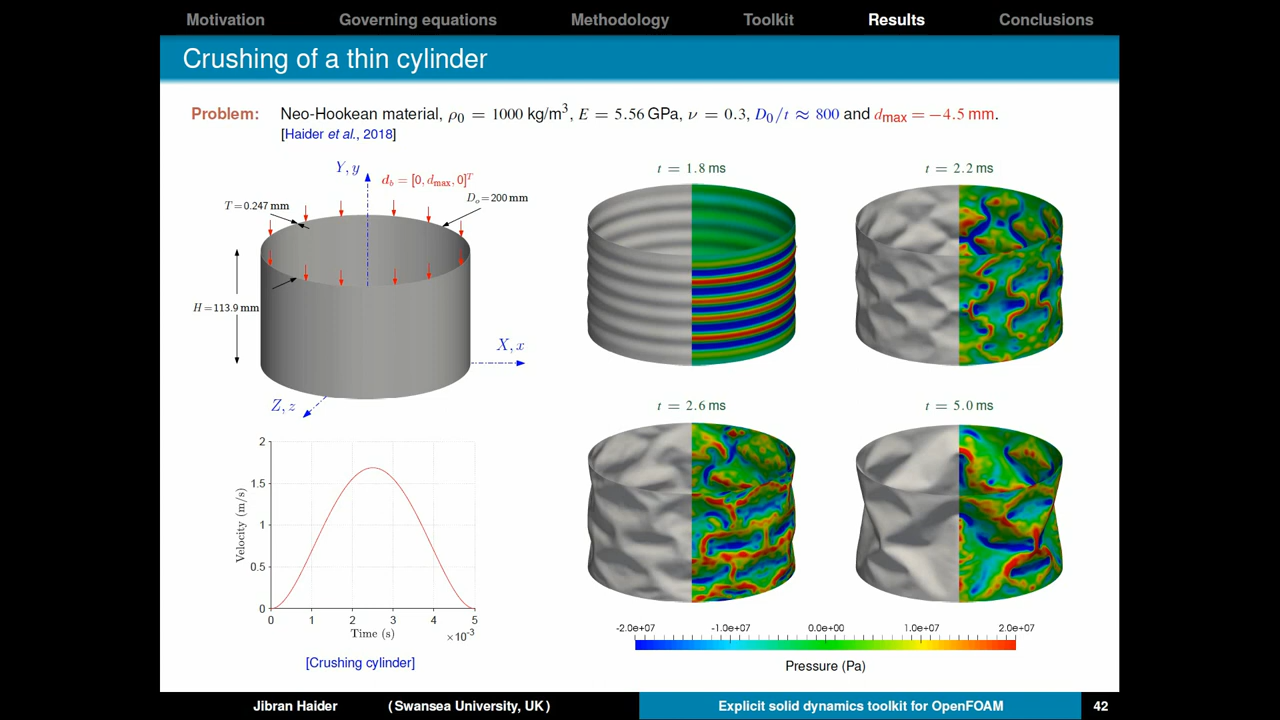 Motivation Governing equations Methodology Toolkit Results Conclusions
Crushing of a thin cylinder
Problem: Neo-Hookean material, ρ₀ = 1000 kg/m³, E = 5.56 GPa, ν = 0.3, D₀/t ≈ 800 and d_max = −4.5 mm.
[Haider et al., 2018]
Y, y
d_b = [0, d_max, 0]^T
T=0.247 mm
D_o=200 mm
H=113.9 mm
X, x
Z, z
t = 1.8 ms
t = 2.2 ms
t = 2.6 ms
t = 5.0 ms
2
1.5
1
0.5
0
Velocity (m/s)
0 1 2 3 4 5
Time (s)
×10⁻³
[Crushing cylinder]
-2.0e+07 -1.0e+07 0.0e+00 1.0e+07 2.0e+07
Pressure (Pa)
Jibran Haider (Swansea University, UK) Explicit solid dynamics toolkit for OpenFOAM 42